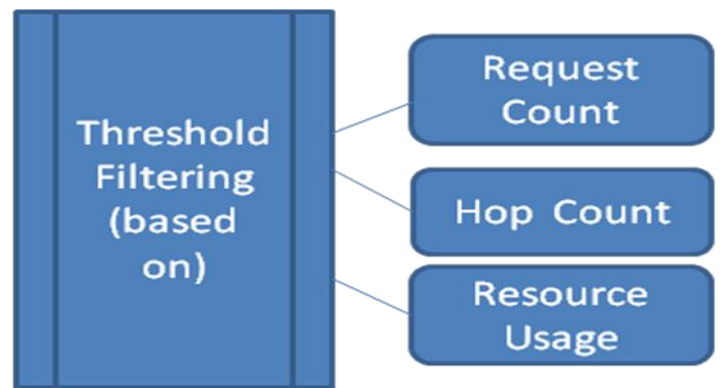 Threshold
Filtering
(based
on)
Request
Count
Hop Count
Resource
Usage